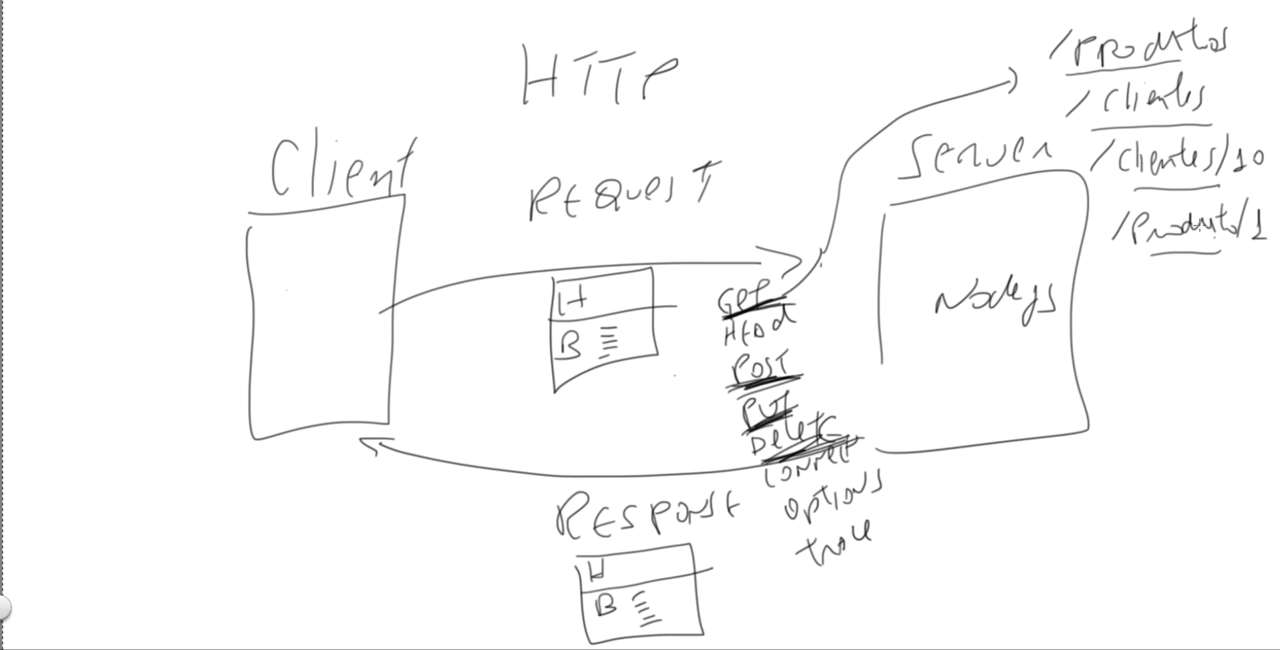 HTTP
Client
REQUEST
H
B
GET
HEAD
POST
PUT
DELETE
CONNECT
OPTIONS
trace
RESPONSE
H
B
Server
Nodejs
/PRODUtos
/Clientes
/Clientes/10
/Produto/1